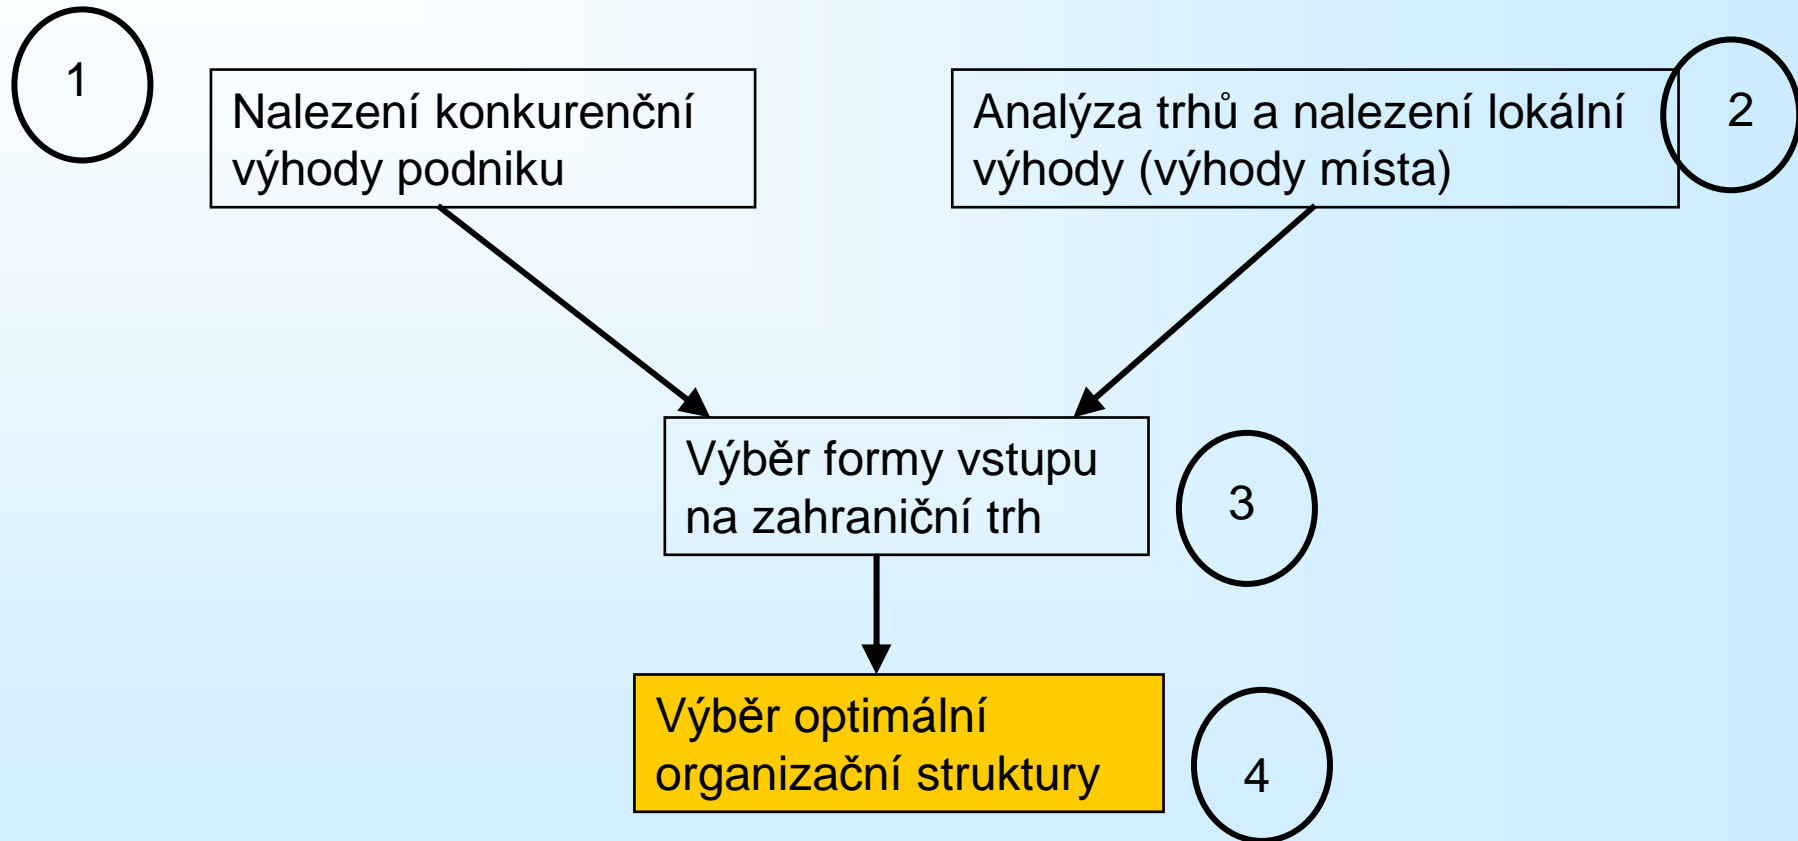 1
Nalezení konkurenční
výhody podniku
Analýza trhů a nalezení lokální
výhody (výhody místa)
2
Výběr formy vstupu
na zahraniční trh
3
Výběr optimální
organizační struktury
4